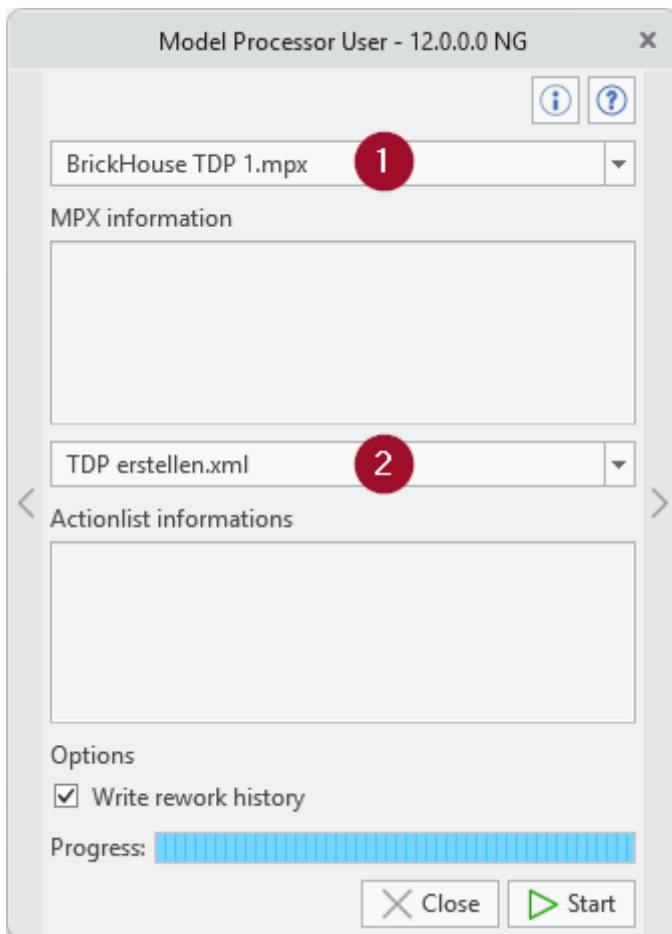 Model Processor User - 12.0.0.0 NG
BrickHouse TDP 1.mpx
1
MPX information
TDP erstellen.xml
2
Actionlist informations
Options
Write rework history
Progress:
Close
Start